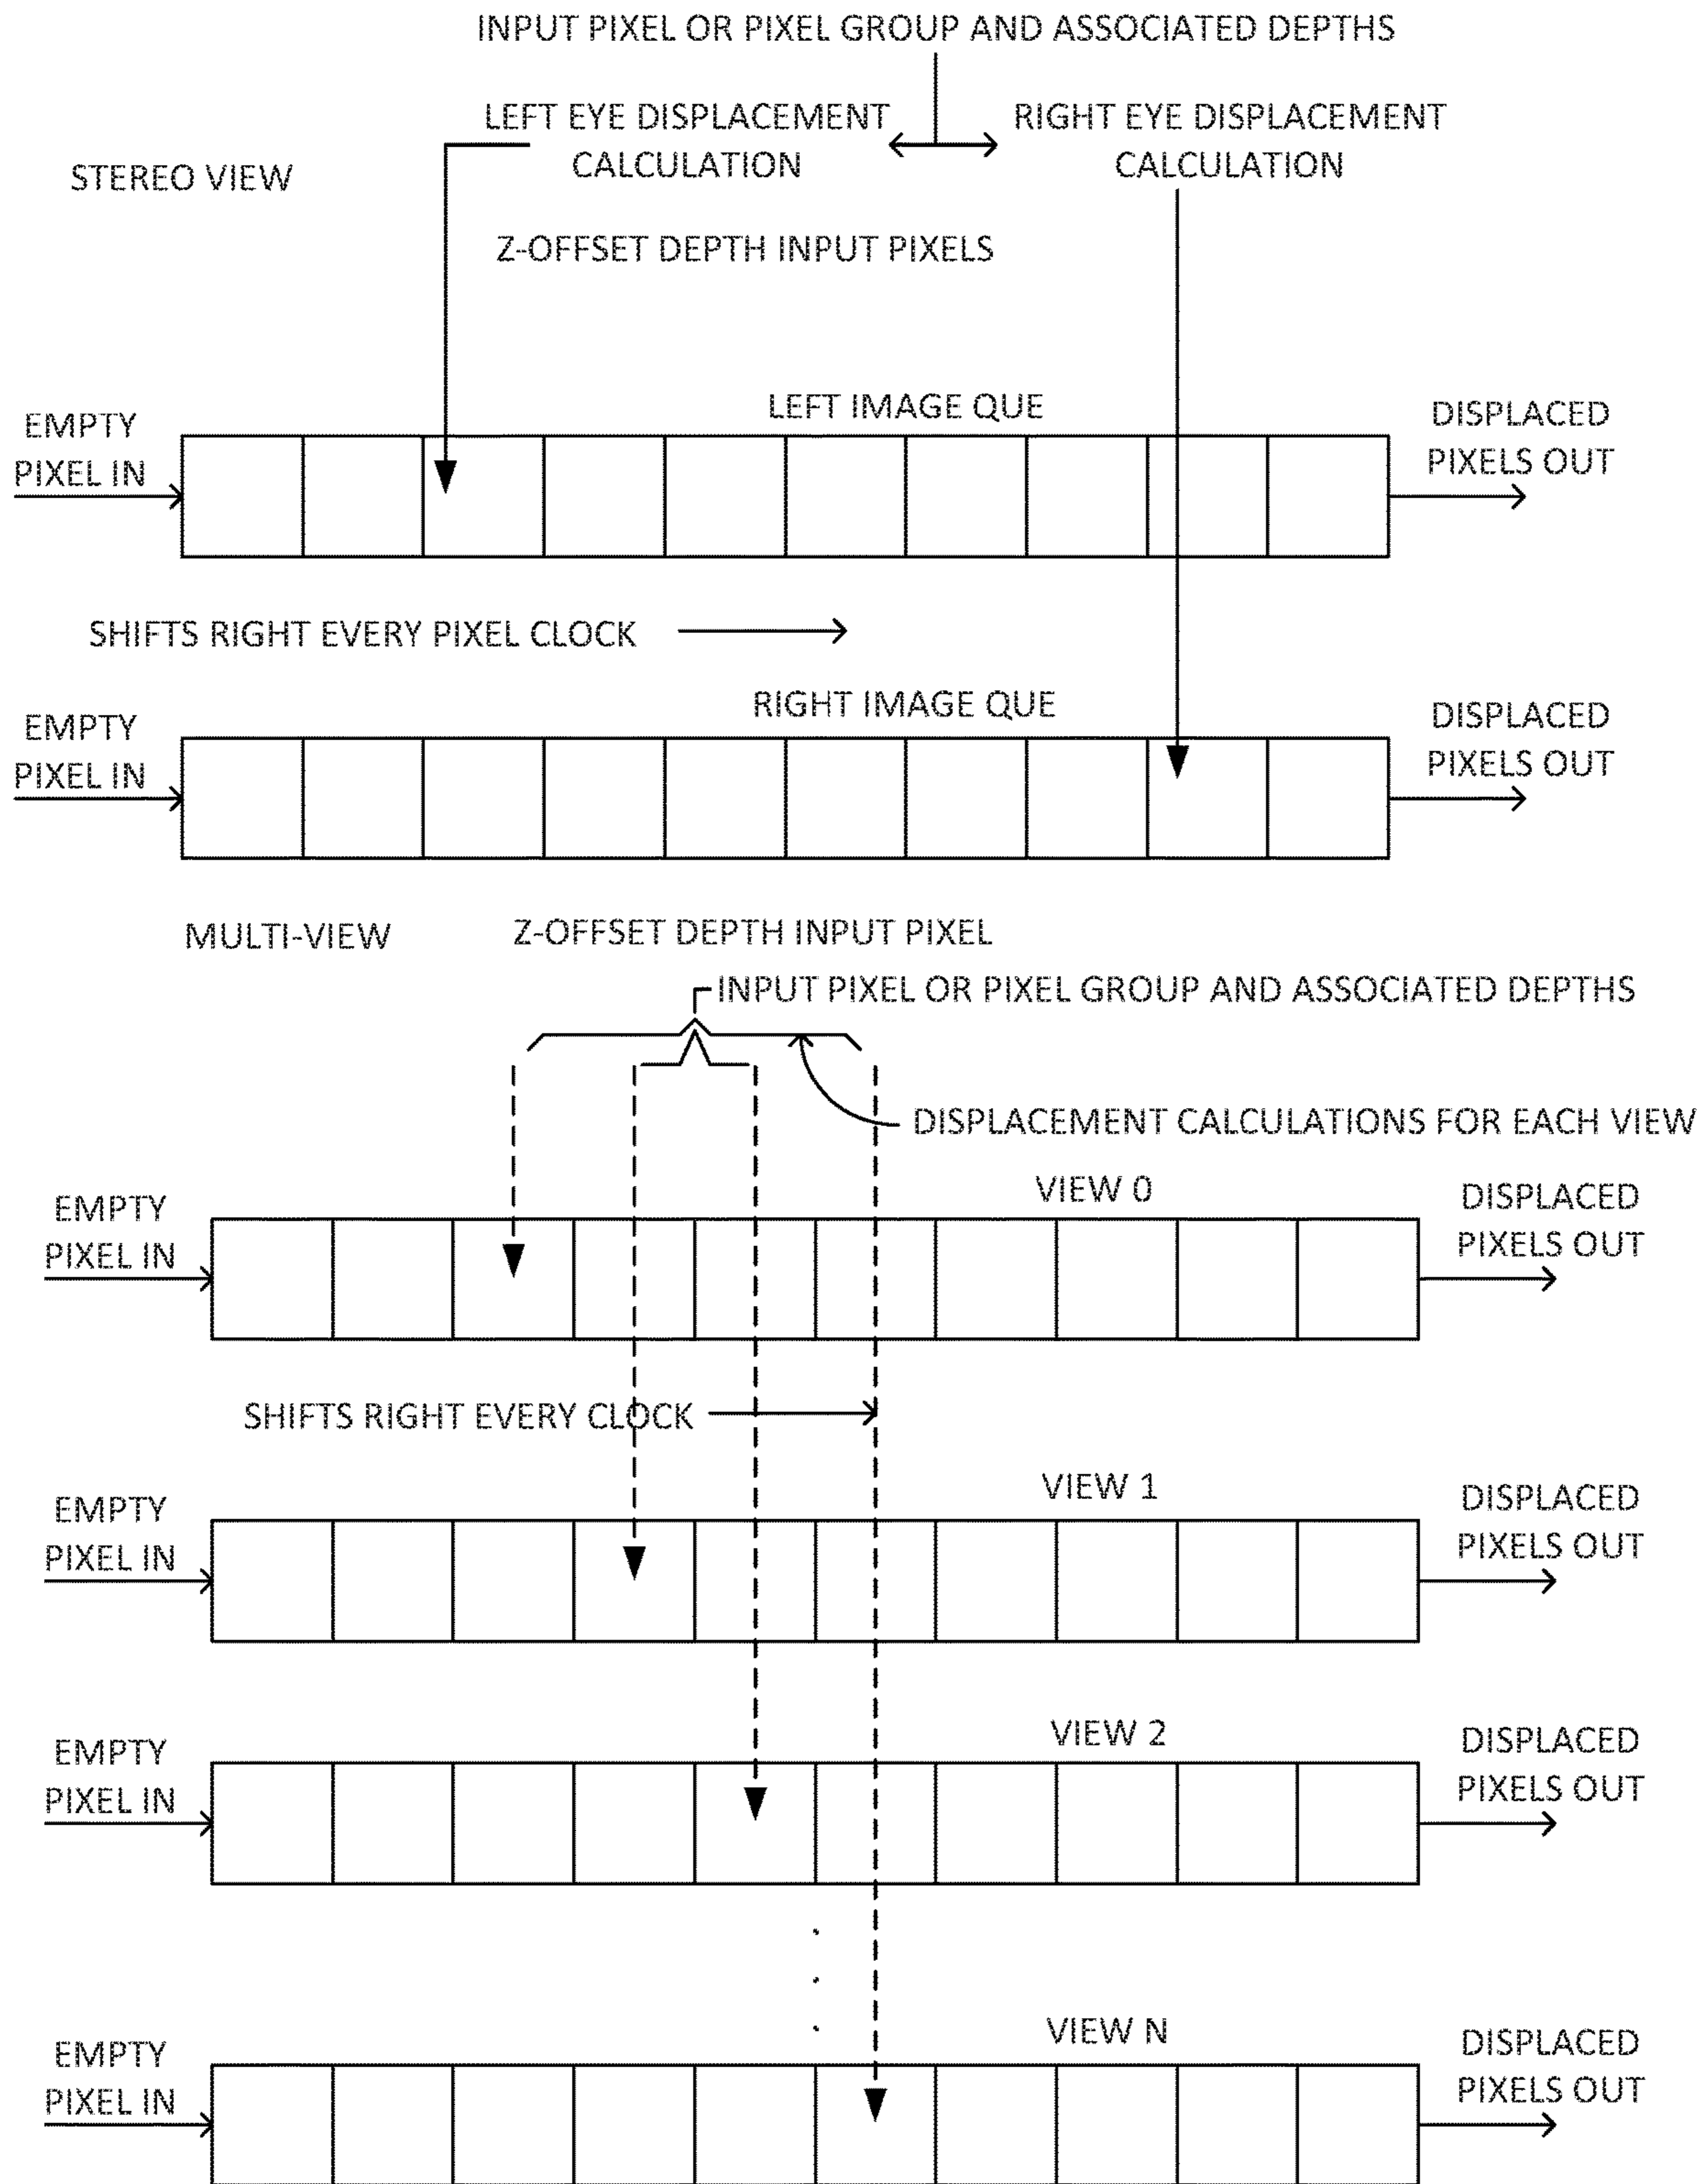 INPUT PIXEL OR PIXEL GROUP AND ASSOCIATED DEPTHS
LEFT EYE DISPLACEMENT
CALCULATION
RIGHT EYE DISPLACEMENT
CALCULATION
STEREO VIEW
Z-OFFSET DEPTH INPUT PIXELS
LEFT IMAGE QUE
EMPTY
PIXEL IN
DISPLACED
PIXELS OUT
SHIFTS RIGHT EVERY PIXEL CLOCK
RIGHT IMAGE QUE
EMPTY
PIXEL IN
DISPLACED
PIXELS OUT
MULTI-VIEW
Z-OFFSET DEPTH INPUT PIXEL
INPUT PIXEL OR PIXEL GROUP AND ASSOCIATED DEPTHS
DISPLACEMENT CALCULATIONS FOR EACH VIEW
VIEW 0
EMPTY
PIXEL IN
DISPLACED
PIXELS OUT
SHIFTS RIGHT EVERY CLOCK
VIEW 1
EMPTY
PIXEL IN
DISPLACED
PIXELS OUT
VIEW 2
EMPTY
PIXEL IN
DISPLACED
PIXELS OUT
VIEW N
EMPTY
PIXEL IN
DISPLACED
PIXELS OUT